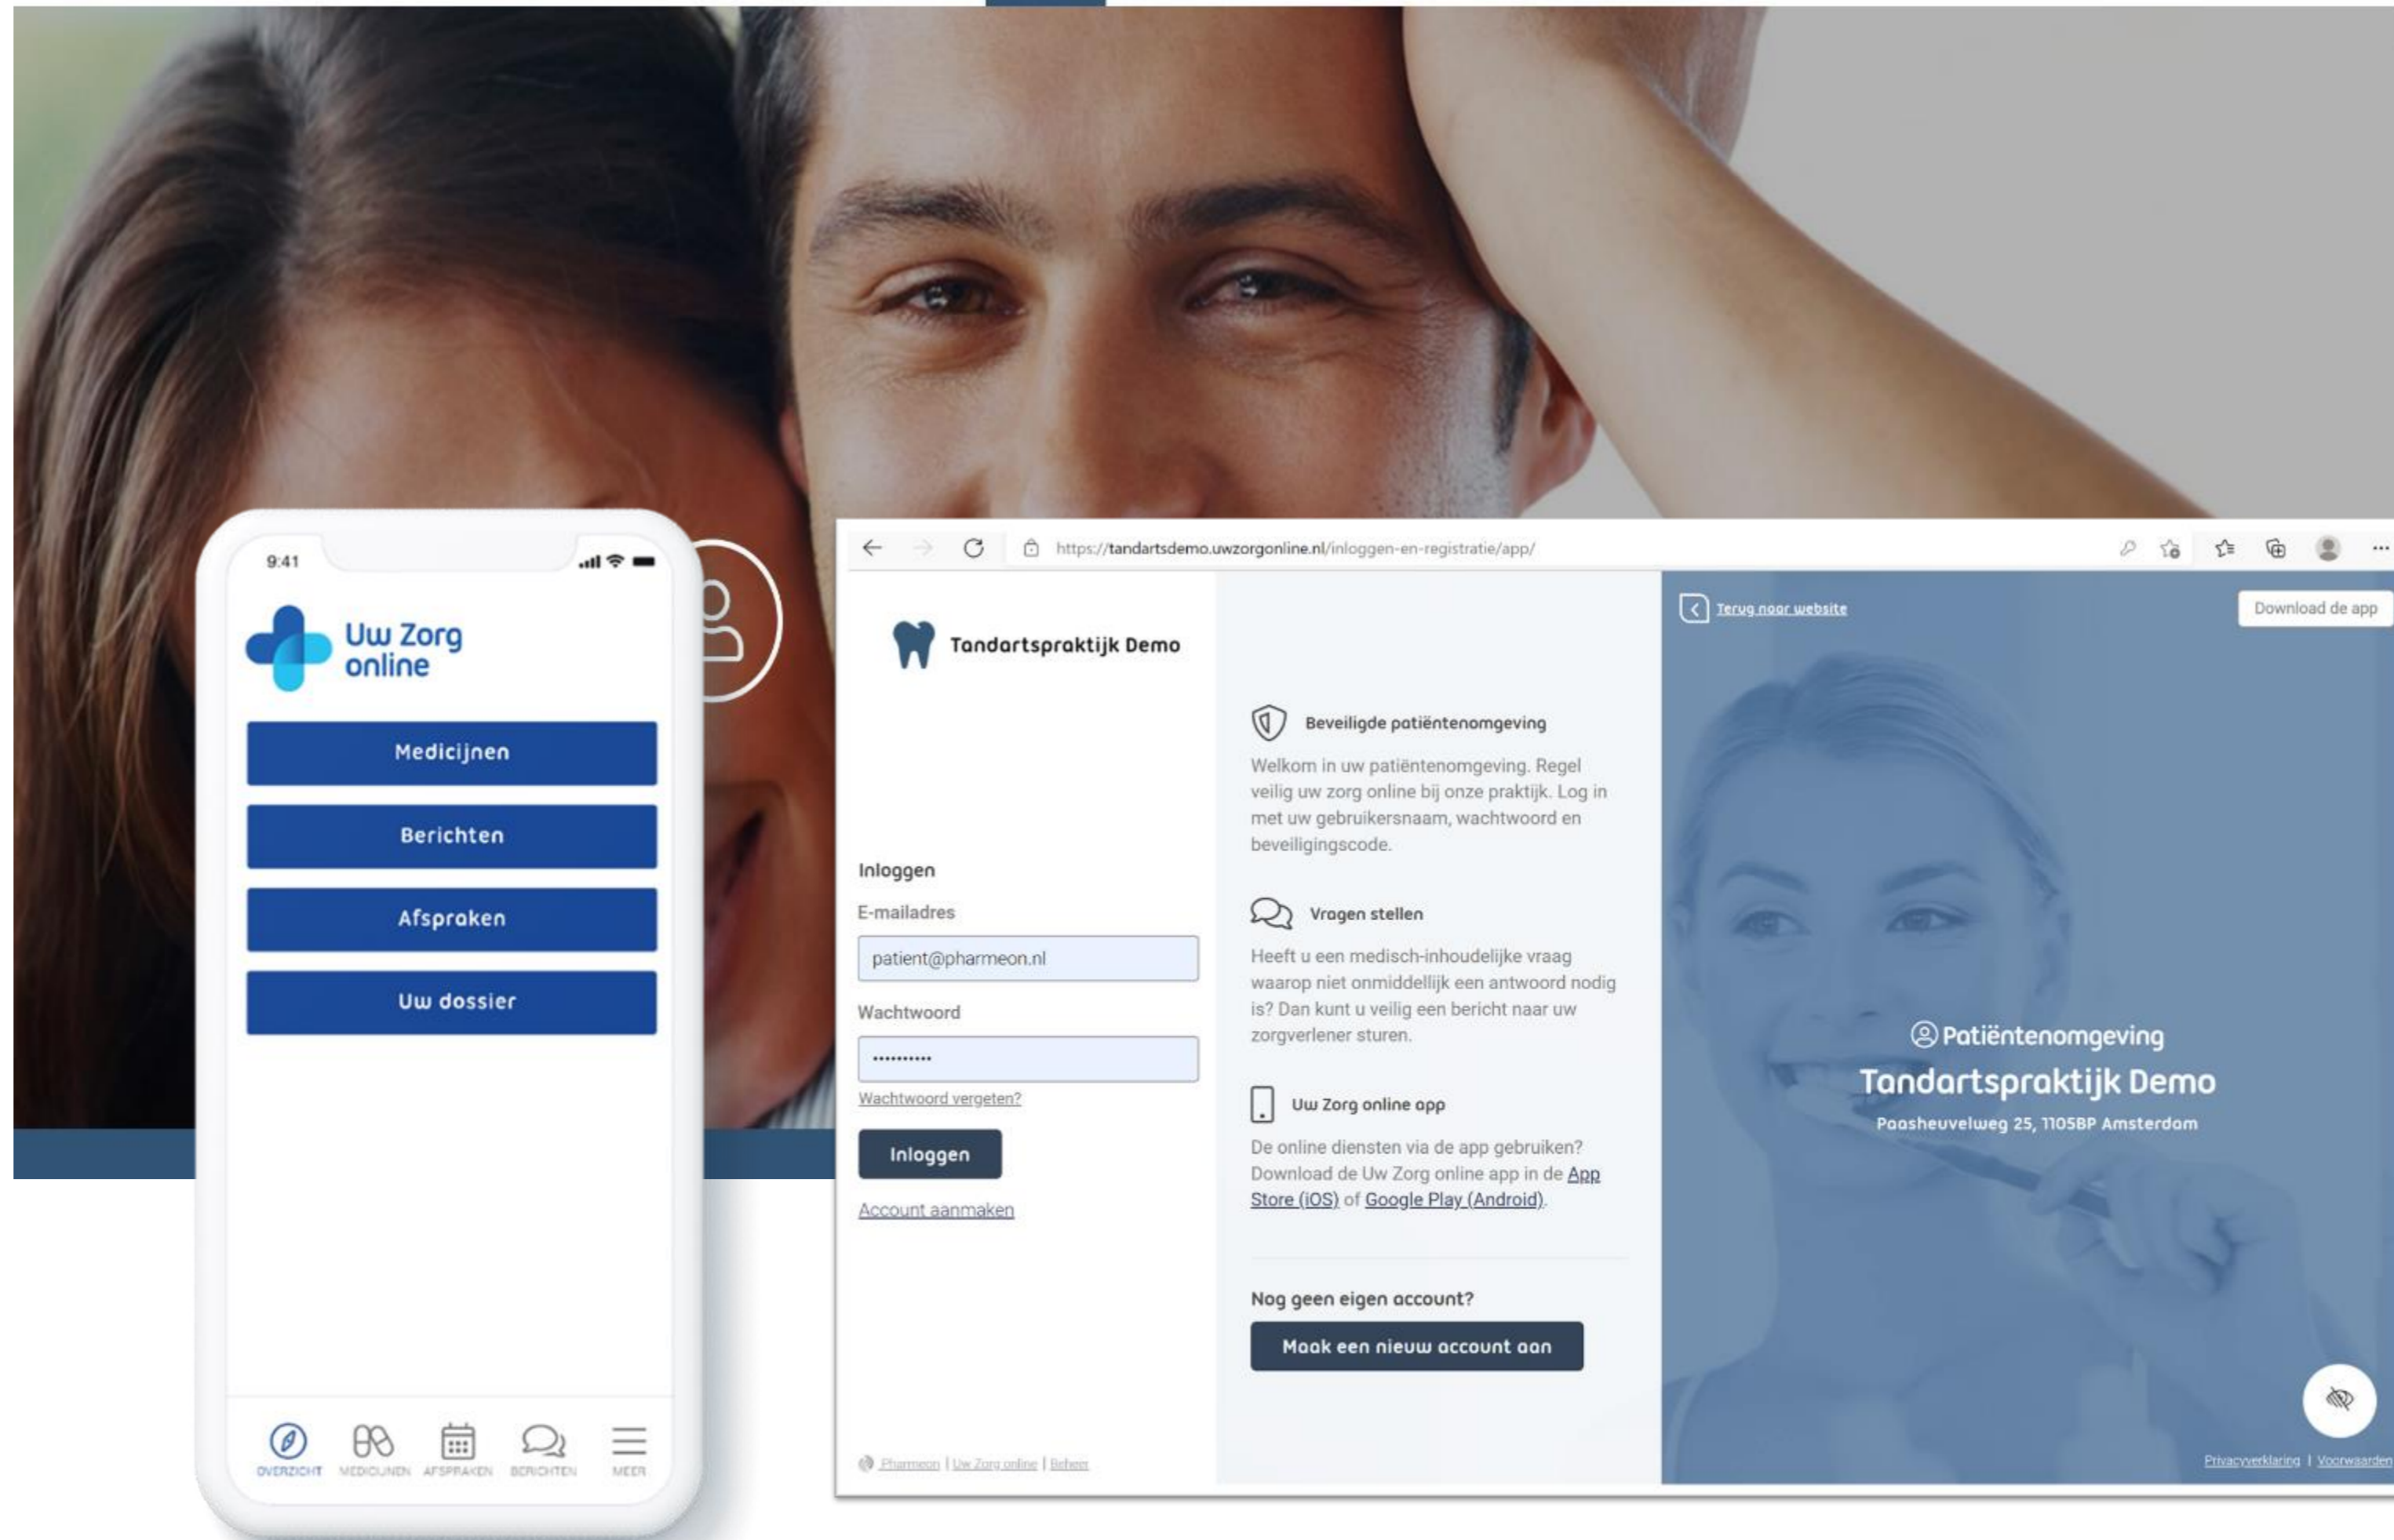 9:41
Uw Zorg
online
Medicijnen
Berichten
Afspraken
Uw dossier
OVERZICHT MEDICIJNEN AFSPRAKEN BERICHTEN MEER
https://tandartsdemo.uwzorgonline.nl/inloggen-en-registratie/app/
Tandartspraktijk Demo
Inloggen
E-mailadres
patient@pharmeon.nl
Wachtwoord
••••••••••
Wachtwoord vergeten?
Inloggen
Account aanmaken
Pharmeon | Uw Zorg online | Beheer
Beveiligde patiëntenomgeving
Welkom in uw patiëntenomgeving. Regel
veilig uw zorg online bij onze praktijk. Log in
met uw gebruikersnaam, wachtwoord en
beveiligingscode.
Vragen stellen
Heeft u een medisch-inhoudelijke vraag
waarop niet onmiddellijk een antwoord nodig
is? Dan kunt u veilig een bericht naar uw
zorgverlener sturen.
Uw Zorg online app
De online diensten via de app gebruiken?
Download de Uw Zorg online app in de App
Store (iOS) of Google Play (Android).
Nog geen eigen account?
Maak een nieuw account aan
Terug naar website
Download de app
Patiëntenomgeving
Tandartspraktijk Demo
Paasheuvelweg 25, 1105BP Amsterdam
Privacyverklaring | Voorwaarden